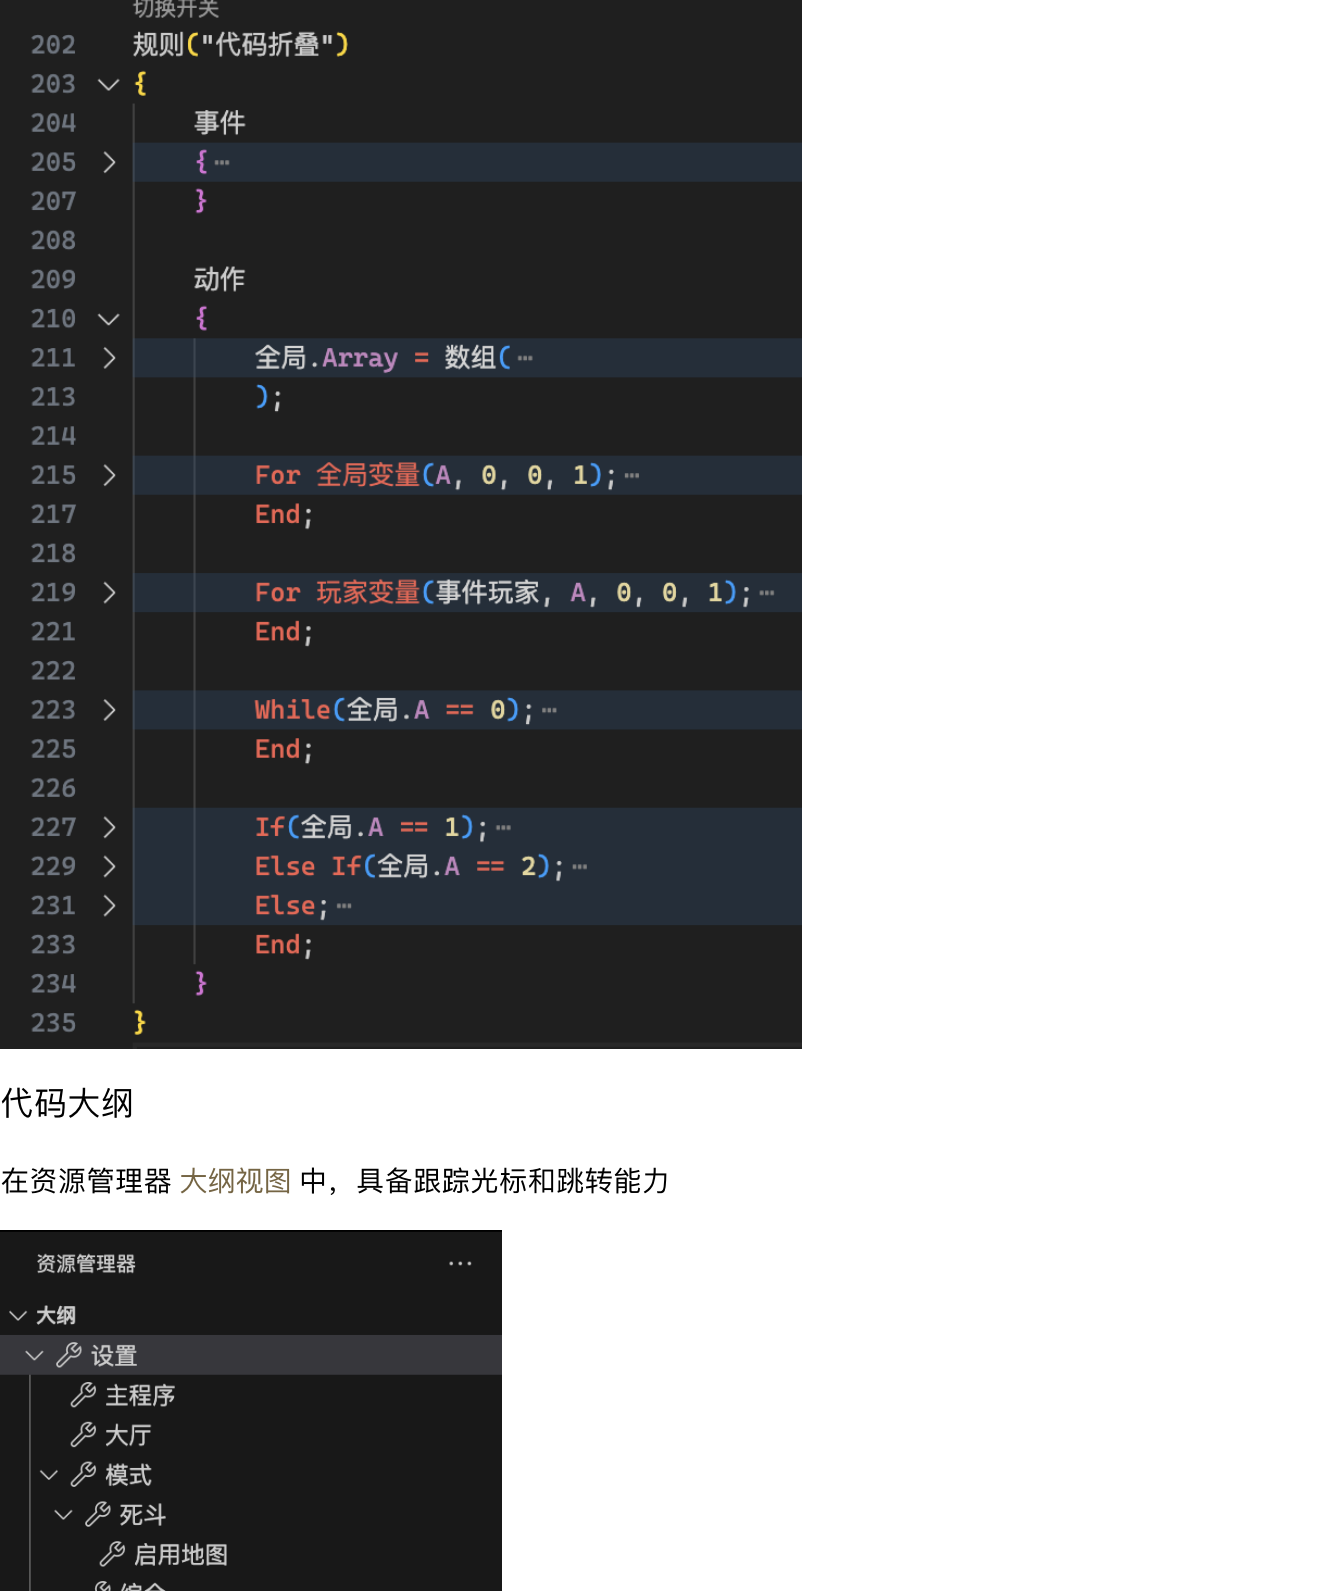 切换开关
202 规则("代码折叠")
203 {
204 事件
205 {⋯
207 }
208
209 动作
210 {
211 全局.Array = 数组(⋯
213 );
214
215 For 全局变量(A, 0, 0, 1);⋯
217 End;
218
219 For 玩家变量(事件玩家, A, 0, 0, 1);⋯
221 End;
222
223 While(全局.A == 0);⋯
225 End;
226
227 If(全局.A == 1);⋯
229 Else If(全局.A == 2);⋯
231 Else;⋯
233 End;
234 }
235 }
代码大纲
在资源管理器 大纲视图 中，具备跟踪光标和跳转能力
资源管理器 ⋯
大纲
设置
主程序
大厅
模式
死斗
启用地图